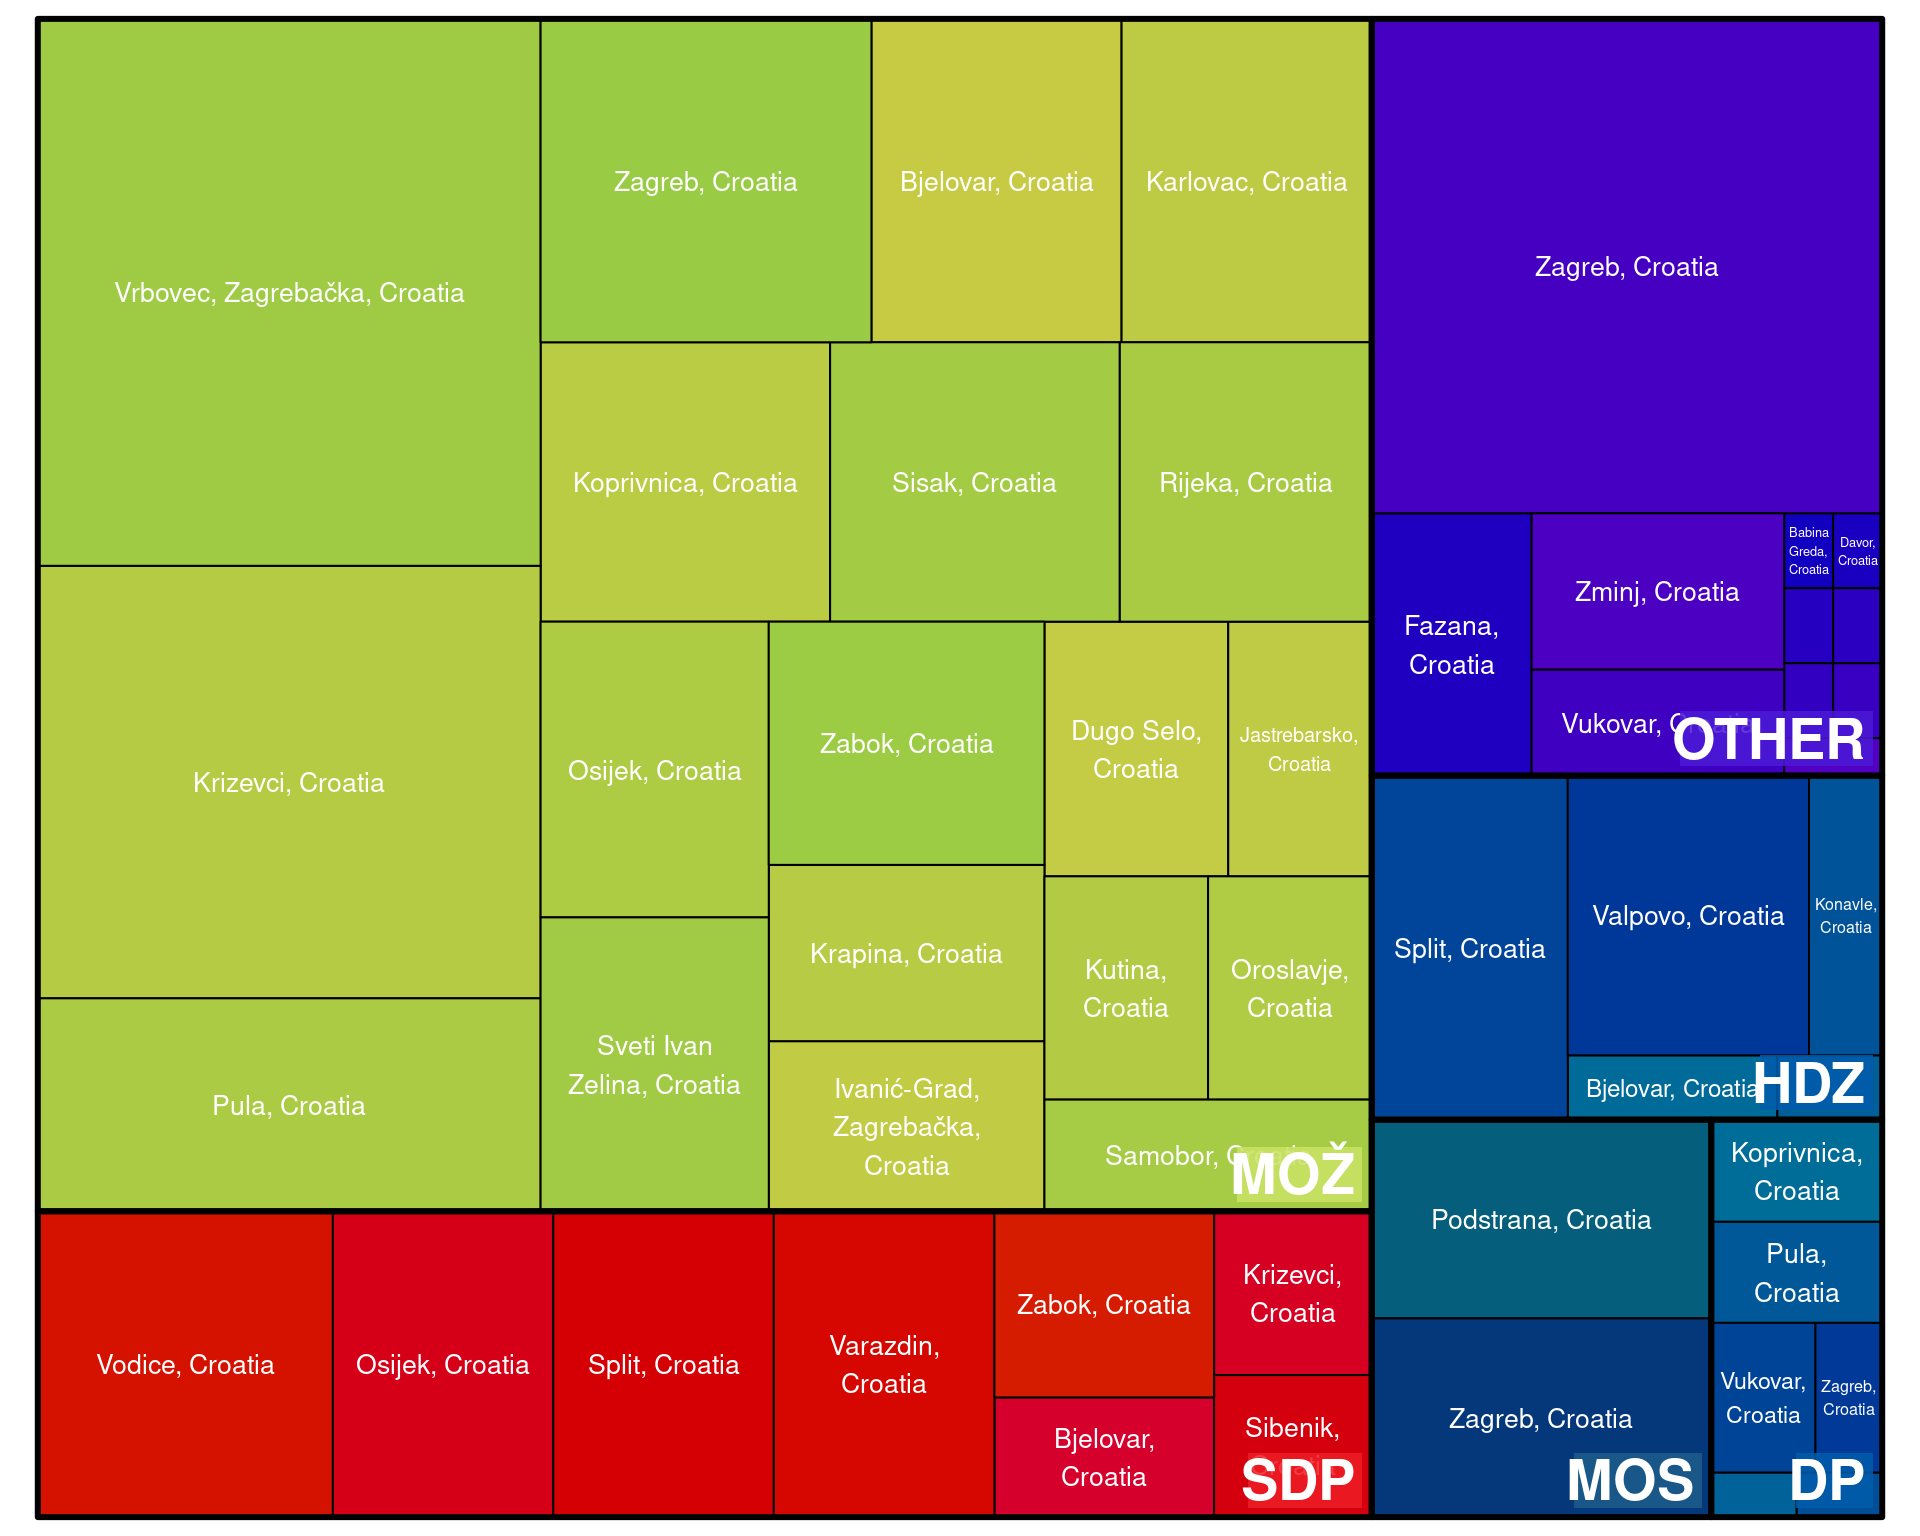 Vrbovec, Zagrebačka, Croatia
Zagreb, Croatia
Bjelovar, Croatia
Karlovac, Croatia
Koprivnica, Croatia
Sisak, Croatia
Rijeka, Croatia
Krizevci, Croatia
Osijek, Croatia
Zabok, Croatia
Dugo Selo,
Croatia
Jastrebarsko,
Croatia
Krapina, Croatia
Kutina,
Croatia
Oroslavje,
Croatia
Pula, Croatia
Sveti Ivan
Zelina, Croatia
Ivanić-Grad,
Zagrebačka,
Croatia
Samobor, Croatia
MOŽ
Vodice, Croatia
Osijek, Croatia
Split, Croatia
Varazdin,
Croatia
Zabok, Croatia
Bjelovar,
Croatia
Krizevci,
Croatia
Sibenik,
Croatia
SDP
Zagreb, Croatia
Fazana,
Croatia
Zminj, Croatia
Babina
Greda,
Croatia
Davor,
Croatia
Vukovar, Croatia
OTHER
Split, Croatia
Valpovo, Croatia
Konavle,
Croatia
Bjelovar, Croatia
HDZ
Podstrana, Croatia
Zagreb, Croatia
MOS
Koprivnica,
Croatia
Pula,
Croatia
Vukovar,
Croatia
Zagreb,
Croatia
DP